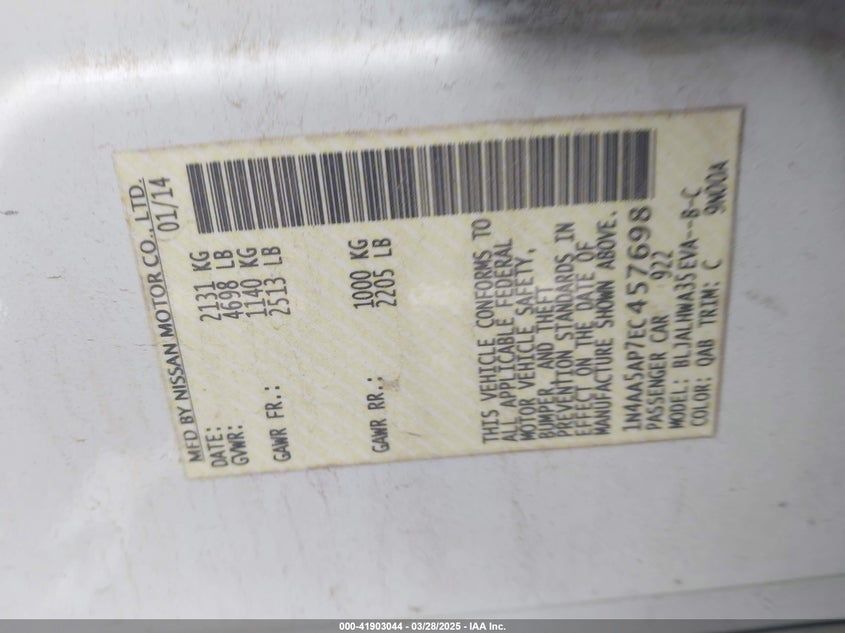 MFD BY NISSAN MOTOR CO., LTD.
DATE: 01/14
GVWR: 2131 KG
4698 LB
GAWR FR.: 1140 KG
2513 LB
GAWR RR.: 1000 KG
2205 LB
THIS VEHICLE CONFORMS TO
ALL APPLICABLE FEDERAL
MOTOR VEHICLE SAFETY,
BUMPER, AND THEFT
PREVENTION STANDARDS IN
EFFECT ON THE DATE OF
MANUFACTURE SHOWN ABOVE.
1N4AA5AP7EC457698
PASSENGER CAR 922
MODEL: BLJALHWA35EVA--B-C
COLOR: QAB TRIM: C 9N00A
000-41903044 - 03/28/2025 - IAA Inc.